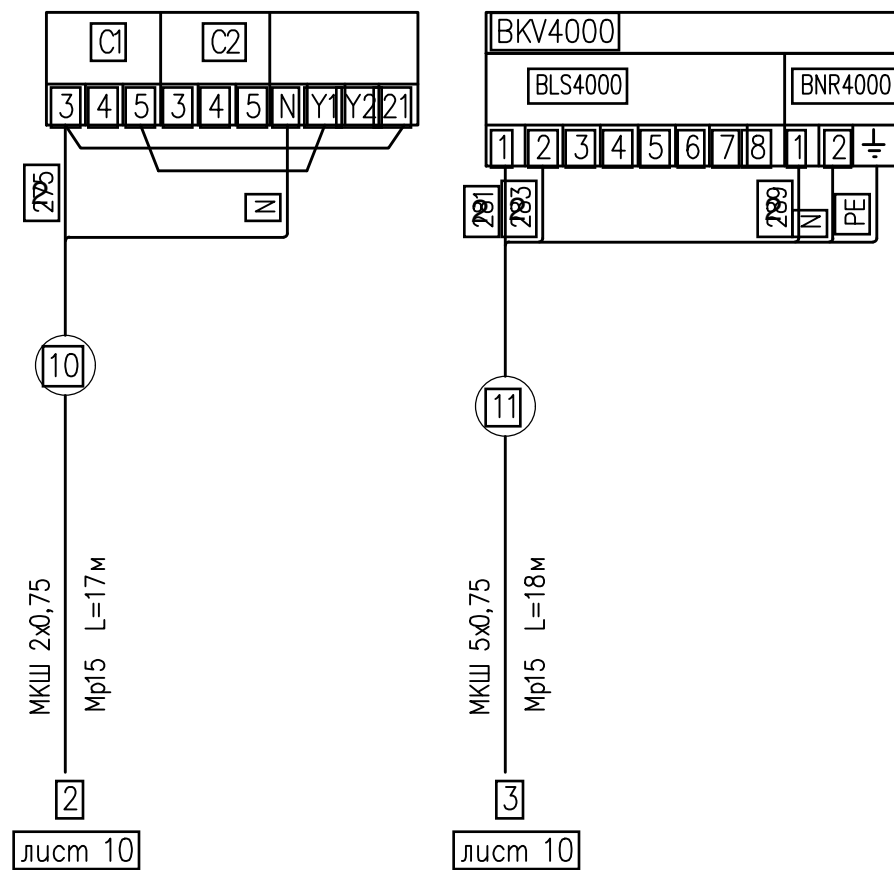 C1 C2
3 4 5 3 4 5 N Y1 Y2 21
N
10
МКШ 2х0,75
Мр15 L=17м
2
лист 10
BKV4000
BLS4000 BNR4000
1 2 3 4 5 6 7 8 1 2
N PE
11
МКШ 5х0,75
Мр15 L=18м
3
лист 10